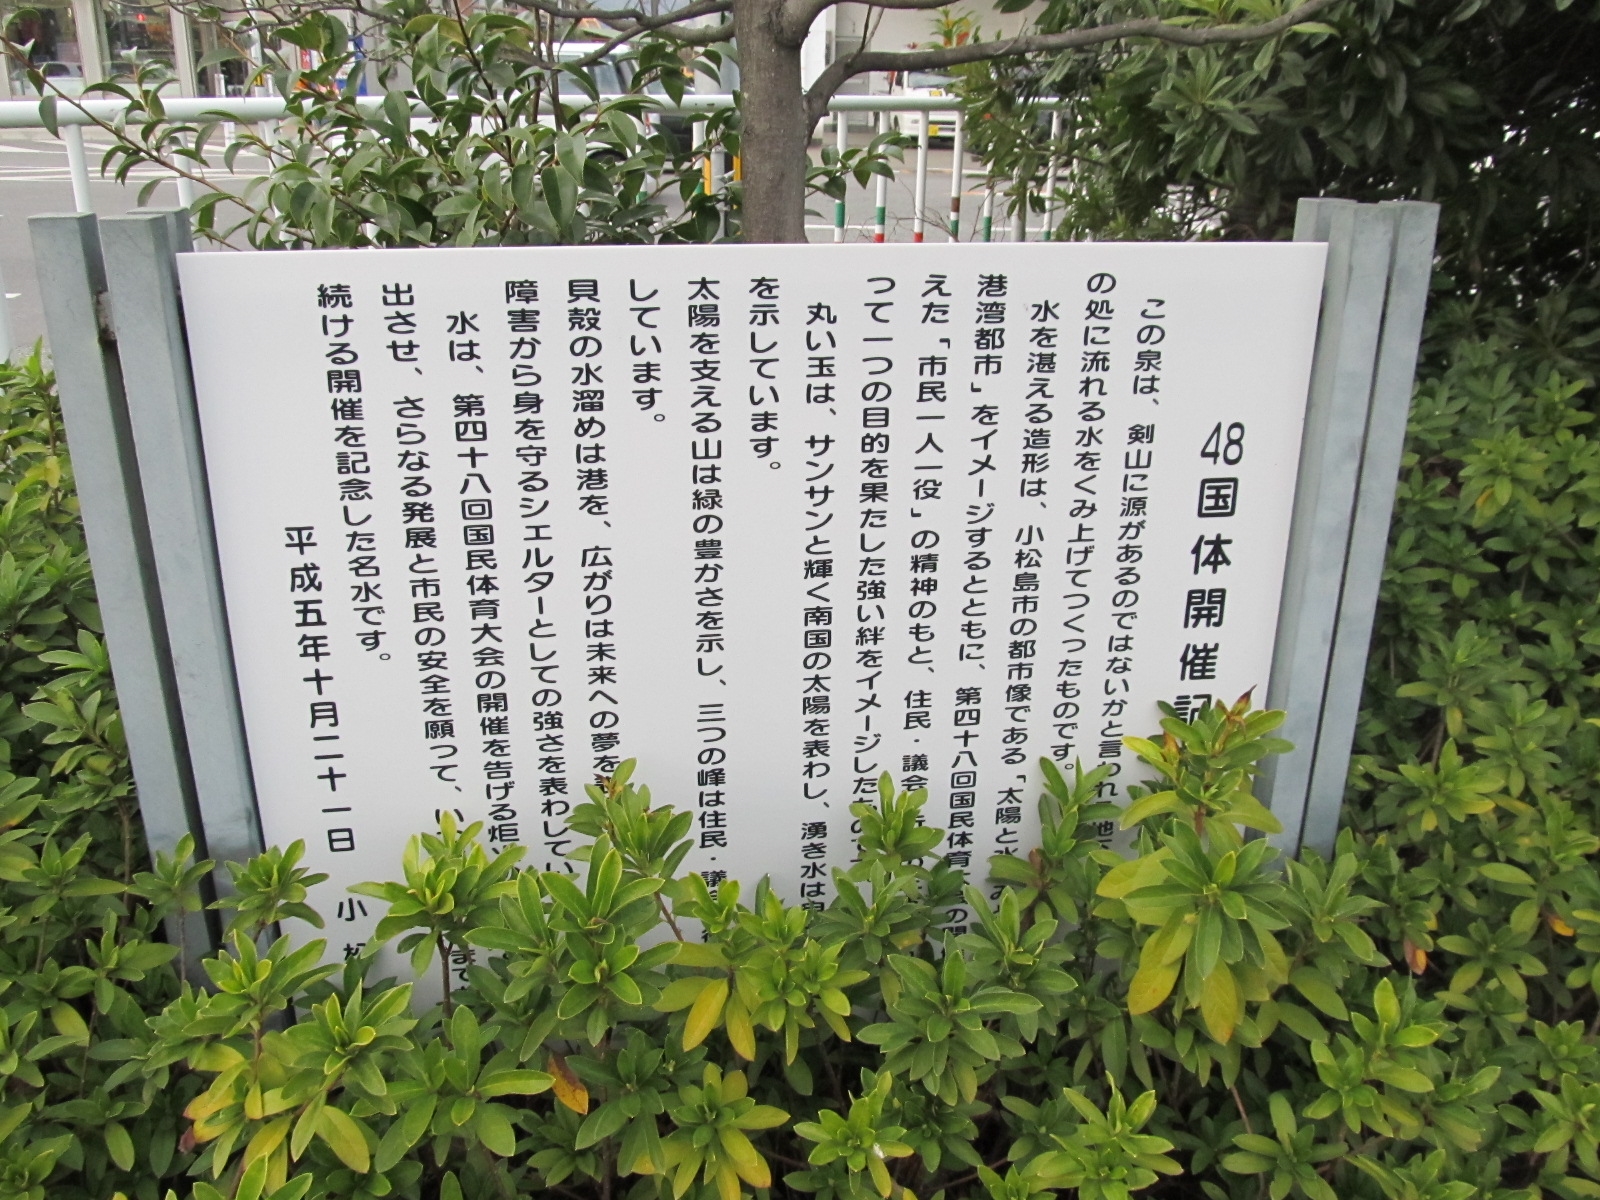 48国体開催記
この泉は、剣山に源があるのではないかと言われ
の処に流れる水をくみ上げてつくったものです。
水を湛える造形は、小松島市の都市像である「太陽と
港湾都市」をイメージするとともに、第四十八回国民体育
えた「市民一人一役」の精神のもと、住民・議会
つて一つの目的を果たした強い絆をイメージした
丸い玉は、サンサンと輝く南国の太陽を表わし、湧き水は
を示しています。
太陽を支える山は緑の豊かさを示し、三つの峰は住民・議
しています。
貝殻の水溜めは港を、広がりは未来への夢を
障害から身を守るシェルターとしての強さを表わしてい
水は、第四十八回国民体育大会の開催を告げる炬
出させ、さらなる発展と市民の安全を願って、い
続ける開催を記念した名水です。
平成五年十月二十一日 小松